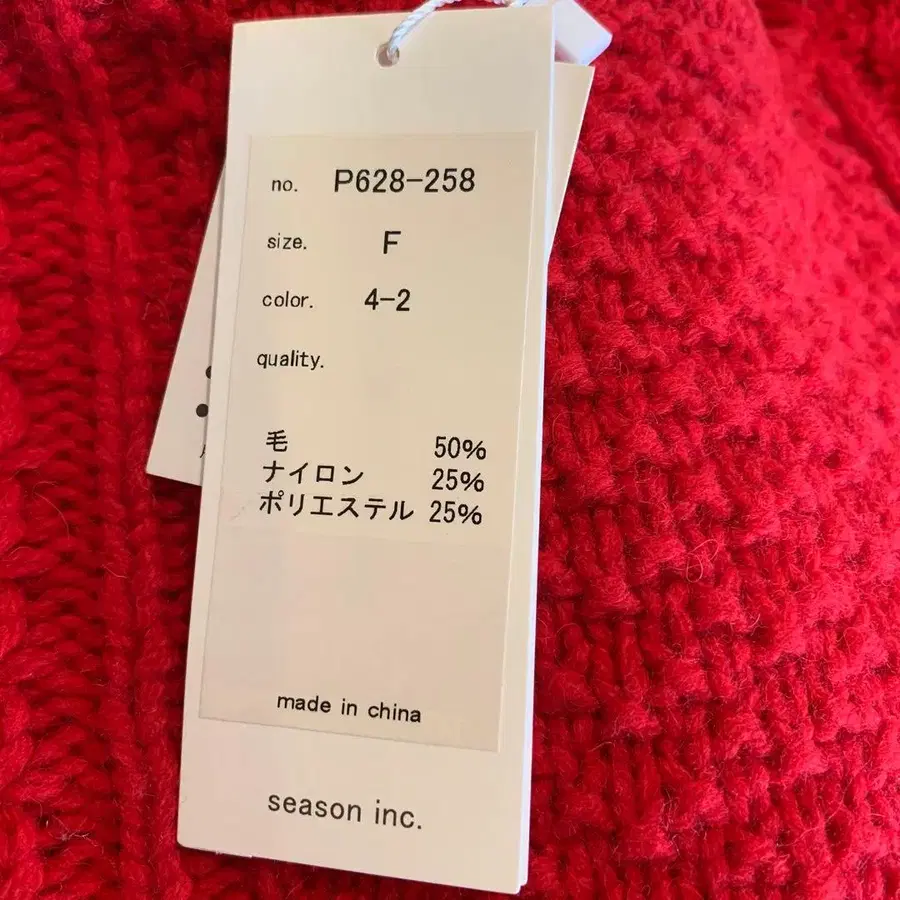 no. P628-258
size. F
color. 4-2
quality.
毛 50%
ナイロン 25%
ポリエステル 25%
made in china
season inc.